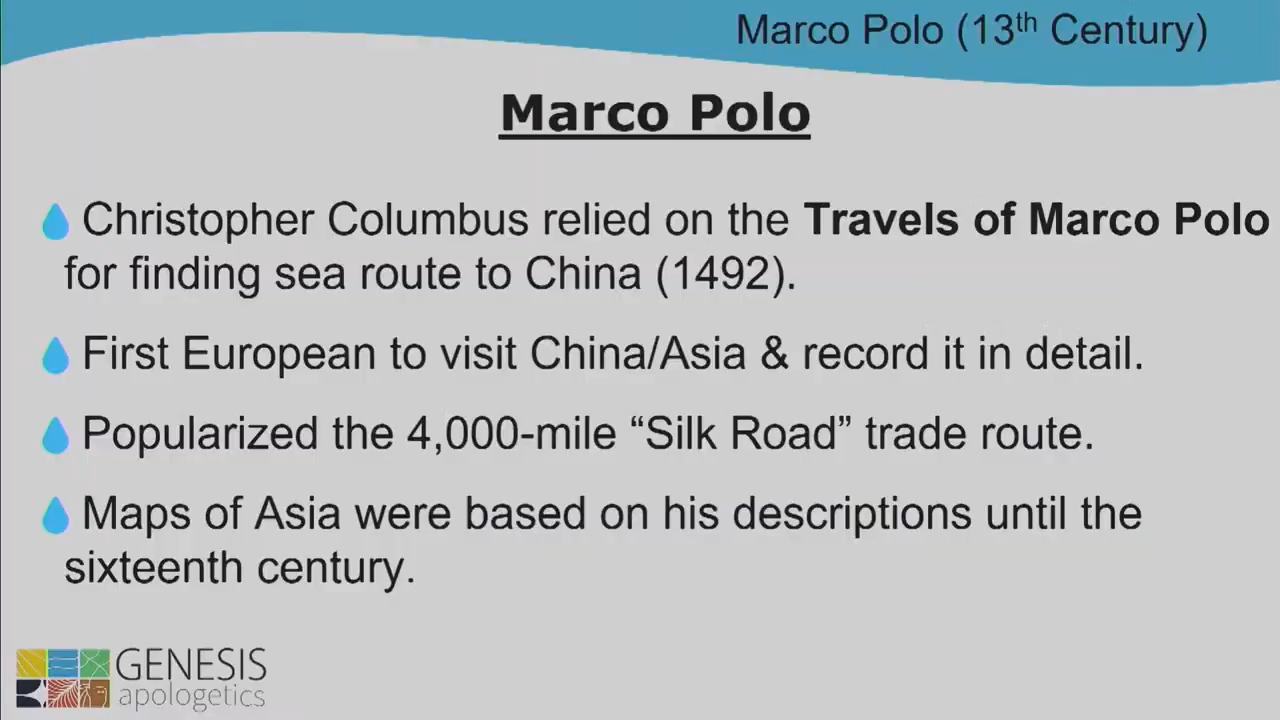 Marco Polo (13th Century)
Marco Polo
Christopher Columbus relied on the Travels of Marco Polo
for finding sea route to China (1492).
First European to visit China/Asia & record it in detail.
Popularized the 4,000-mile “Silk Road” trade route.
Maps of Asia were based on his descriptions until the
sixteenth century.
GENESIS
apologetics